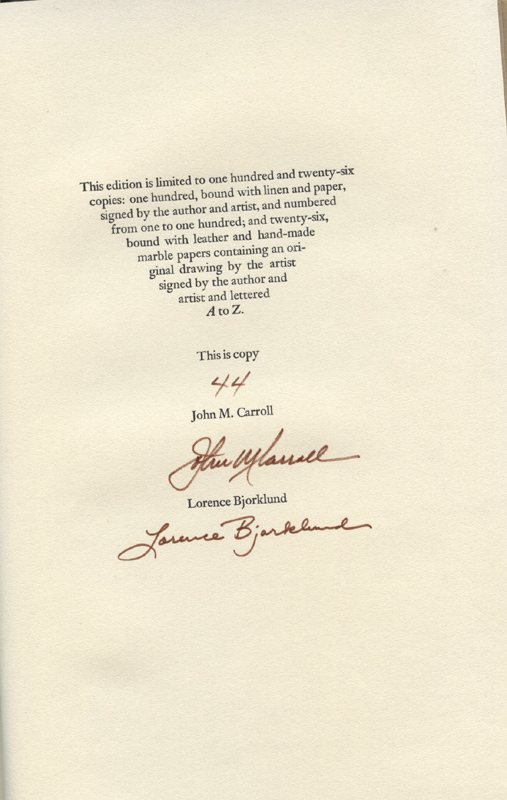 This edition is limited to one hundred and twenty-six
copies: one hundred, bound with linen and paper,
signed by the author and artist, and numbered
from one to one hundred; and twenty-six,
bound with leather and hand-made
marble papers containing an ori-
ginal drawing by the artist
signed by the author and
artist and lettered
A to Z.
This is copy
44
John M. Carroll
John M Carroll
Lorence Bjorklund
Lorence Bjorklund